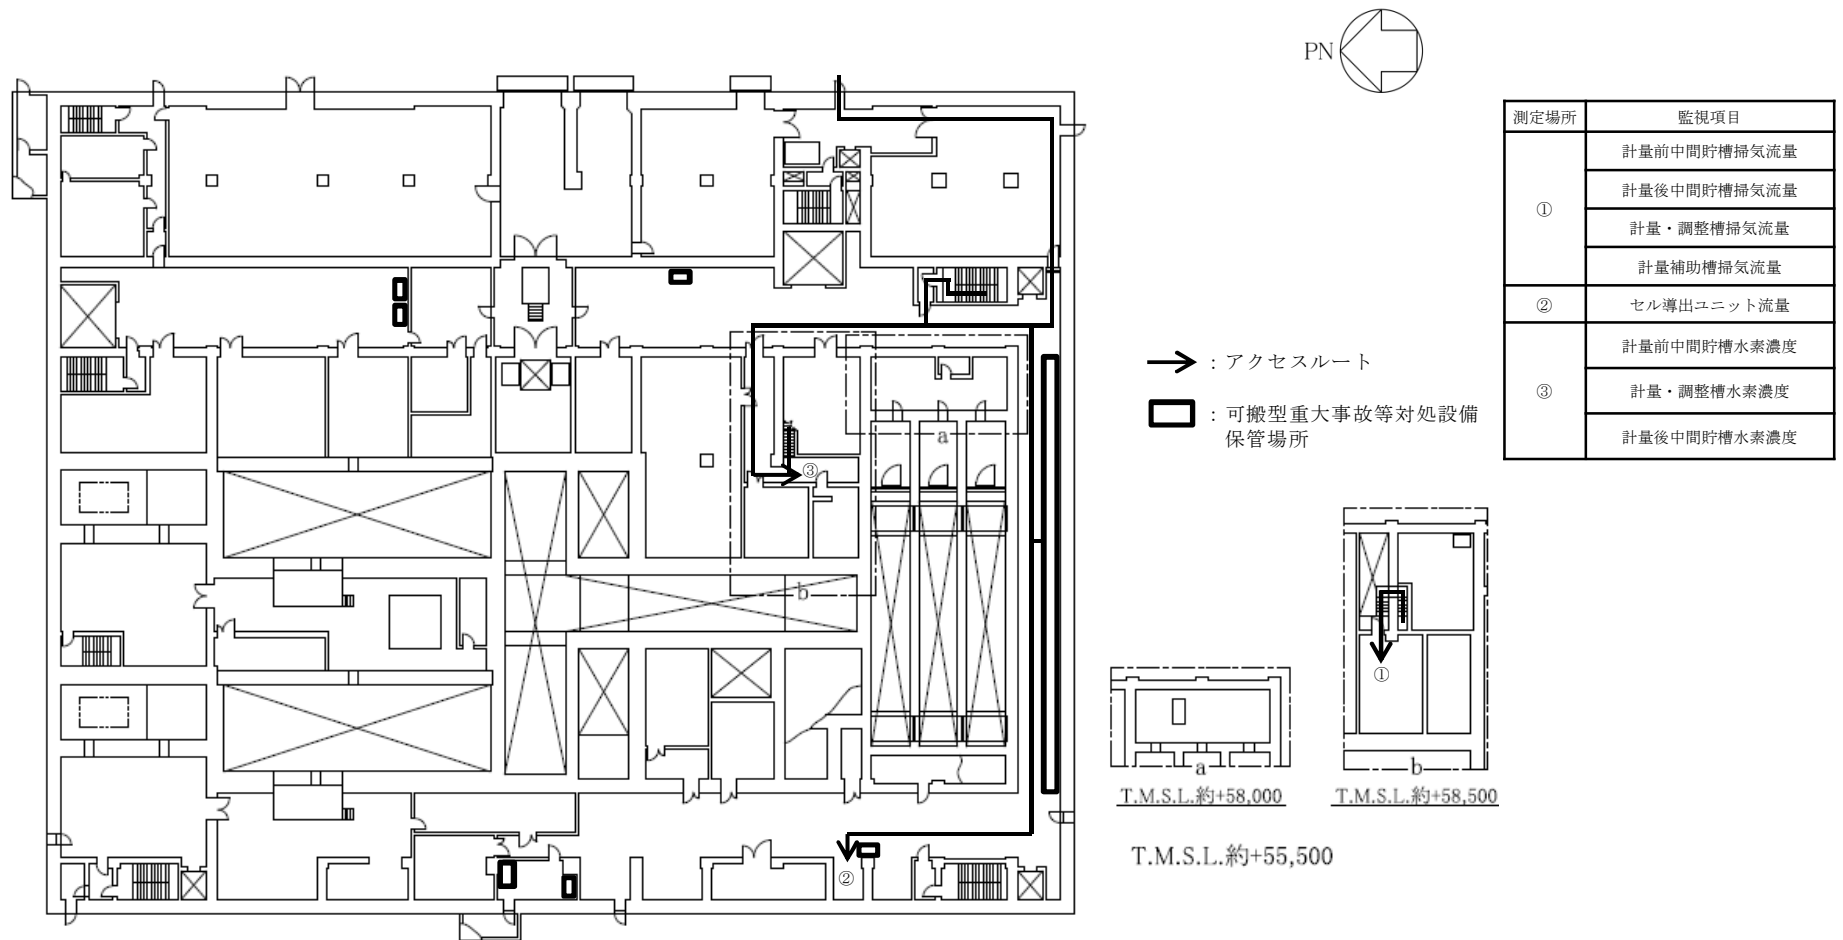 PN
測定場所 監視項目
① 計量前中間貯槽掃気流量
計量後中間貯槽掃気流量
計量・調整槽掃気流量
計量補助槽掃気流量
② セル導出ユニット流量
③ 計量前中間貯槽水素濃度
計量・調整槽水素濃度
計量後中間貯槽水素濃度
：アクセスルート
：可搬型重大事故等対処設備
保管場所
a
③
b
②
①
a
b
T.M.S.L.約+58,000
T.M.S.L.約+58,500
T.M.S.L.約+55,500